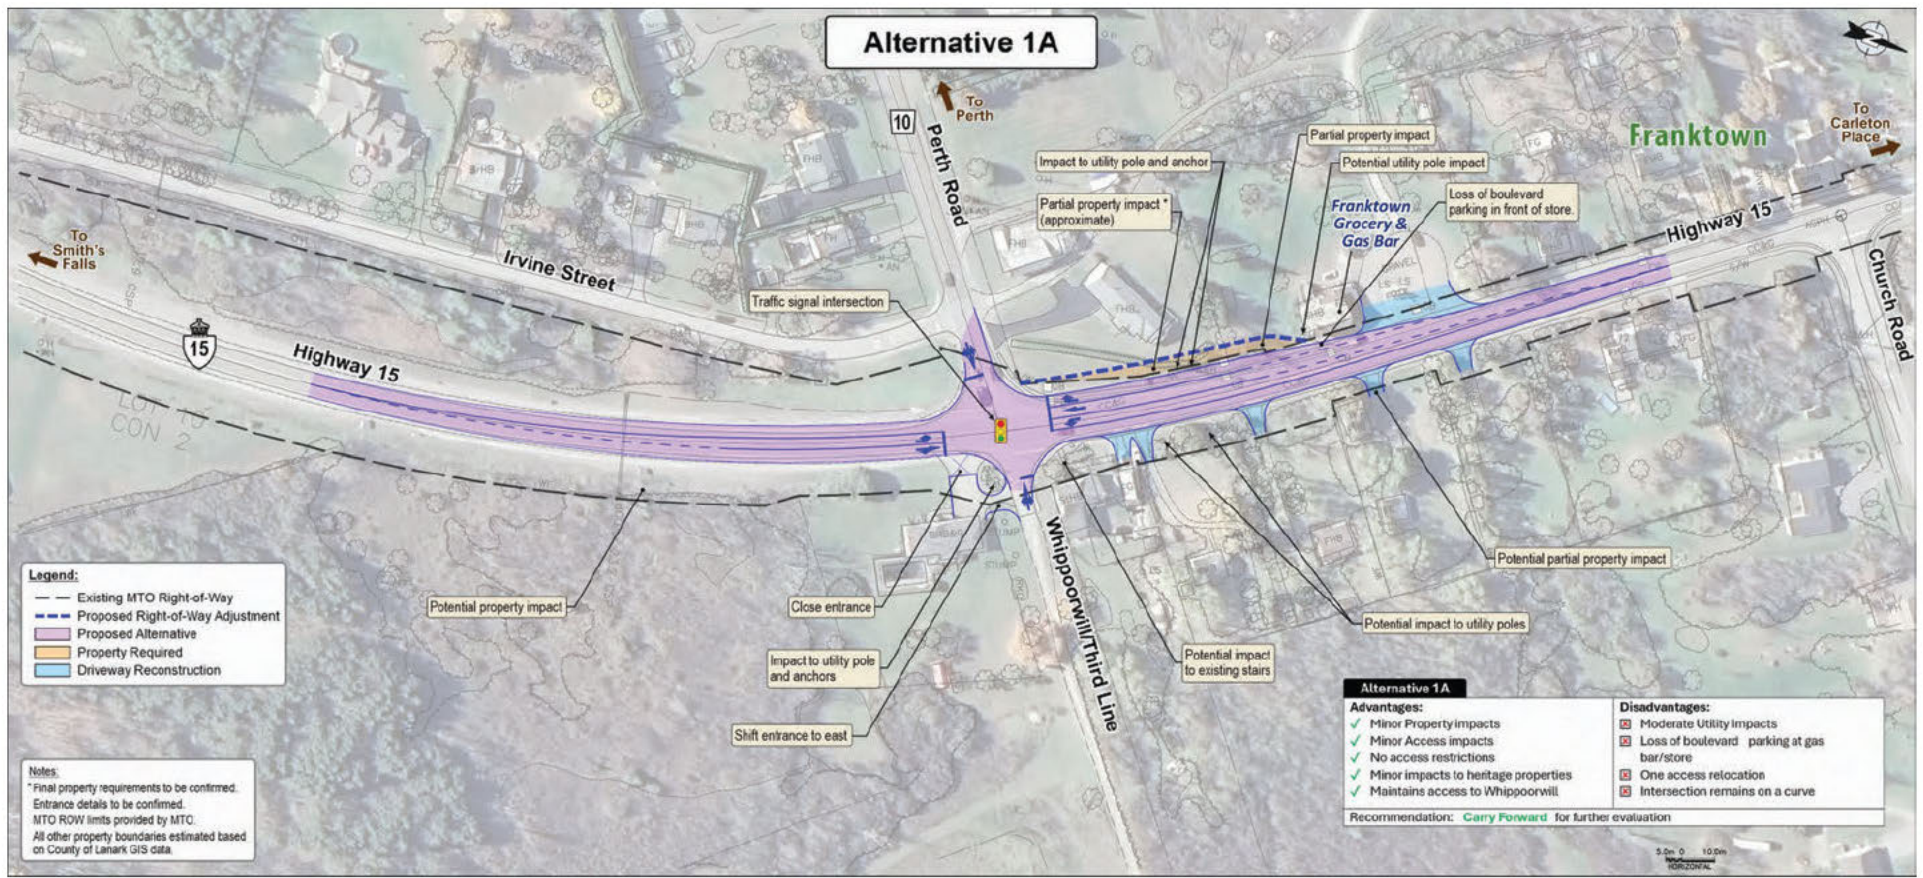 Alternative 1A
10
To
Perth
Perth Road
Franktown
To
Carleton
Place
Partial property impact
Impact to utility pole and anchor
Potential utility pole impact
Partial property impact *
(approximate)
Loss of boulevard
parking in front of store.
Franktown
Grocery &
Gas Bar
Highway 15
Church Road
To
Smith's
Falls
Irvine Street
Traffic signal intersection
15
Highway 15
CON 2
Whippoorwill/Third Line
Potential property impact
Close entrance
Impact to utility pole
and anchors
Shift entrance to east
Potential impact
to existing stairs
Potential impact to utility poles
Potential partial property impact
Legend:
Existing MTO Right-of-Way
Proposed Right-of-Way Adjustment
Proposed Alternative
Property Required
Driveway Reconstruction
Notes:
* Final property requirements to be confirmed.
Entrance details to be confirmed.
MTO ROW limits provided by MTO.
All other property boundaries estimated based
on County of Lanark GIS data.
Alternative 1A
Advantages:
✓ Minor Property impacts
✓ Minor Access impacts
✓ No access restrictions
✓ Minor impacts to heritage properties
✓ Maintains access to Whippoorwill
Disadvantages:
Moderate Utility Impacts
Loss of boulevard parking at gas
bar/store
One access relocation
Intersection remains on a curve
Recommendation: Carry Forward for further evaluation
5.0m 0 10.0m
HORIZONTAL